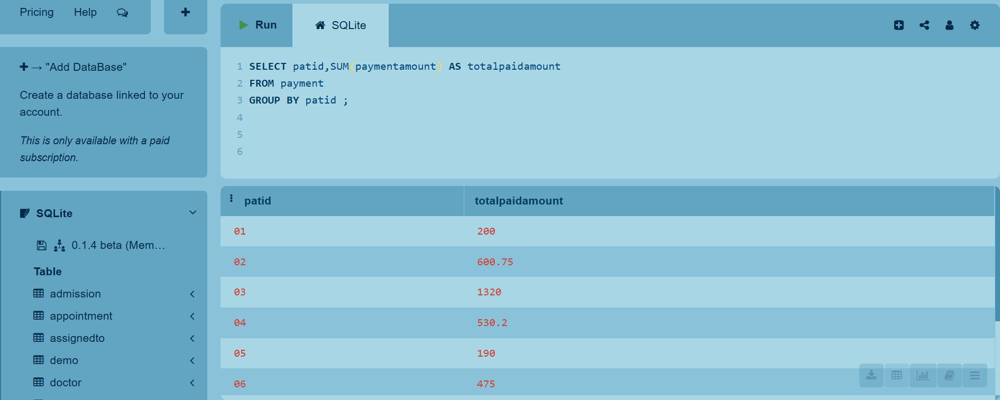 Pricing Help
Run
SQLite
→ "Add DataBase"
Create a database linked to your
account.
This is only available with a paid
subscription.
SQLite
0.1.4 beta (Mem…
Table
admission
appointment
assignedto
demo
doctor
1 SELECT patid,SUM(paymentamount) AS totalpaidamount
2 FROM payment
3 GROUP BY patid ;
4
5
6
patid totalpaidamount
01 200
02 600.75
03 1320
04 530.2
05 190
06 475